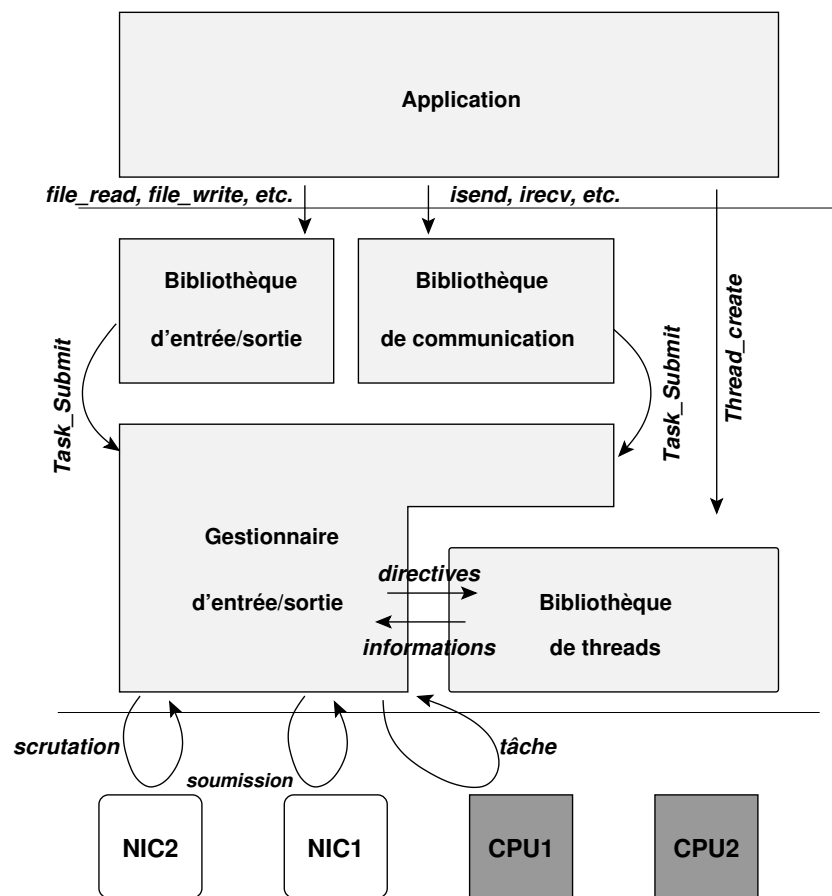 Application
file_read, file_write, etc.
isend, irecv, etc.
Bibliothèque
d'entrée/sortie
Bibliothèque
de communication
Task_Submit
Task_Submit
Thread_create
Gestionnaire
d'entrée/sortie
directives
informations
Bibliothèque
de threads
scrutation
soumission
tâche
NIC2
NIC1
CPU1
CPU2